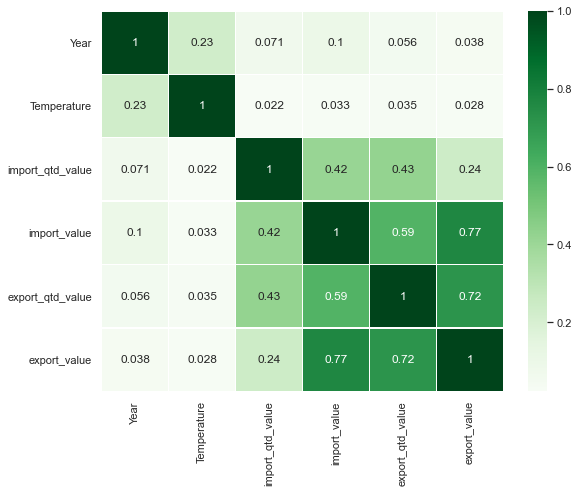 1.0
Year 1 0.23 0.071 0.1 0.056 0.038
0.8
Temperature 0.23 1 0.022 0.033 0.035 0.028
import_qtd_value 0.071 0.022 1 0.42 0.43 0.24
0.6
import_value 0.1 0.033 0.42 1 0.59 0.77
0.4
export_qtd_value 0.056 0.035 0.43 0.59 1 0.72
0.2
export_value 0.038 0.028 0.24 0.77 0.72 1
Year
Temperature
import_qtd_value
import_value
export_qtd_value
export_value